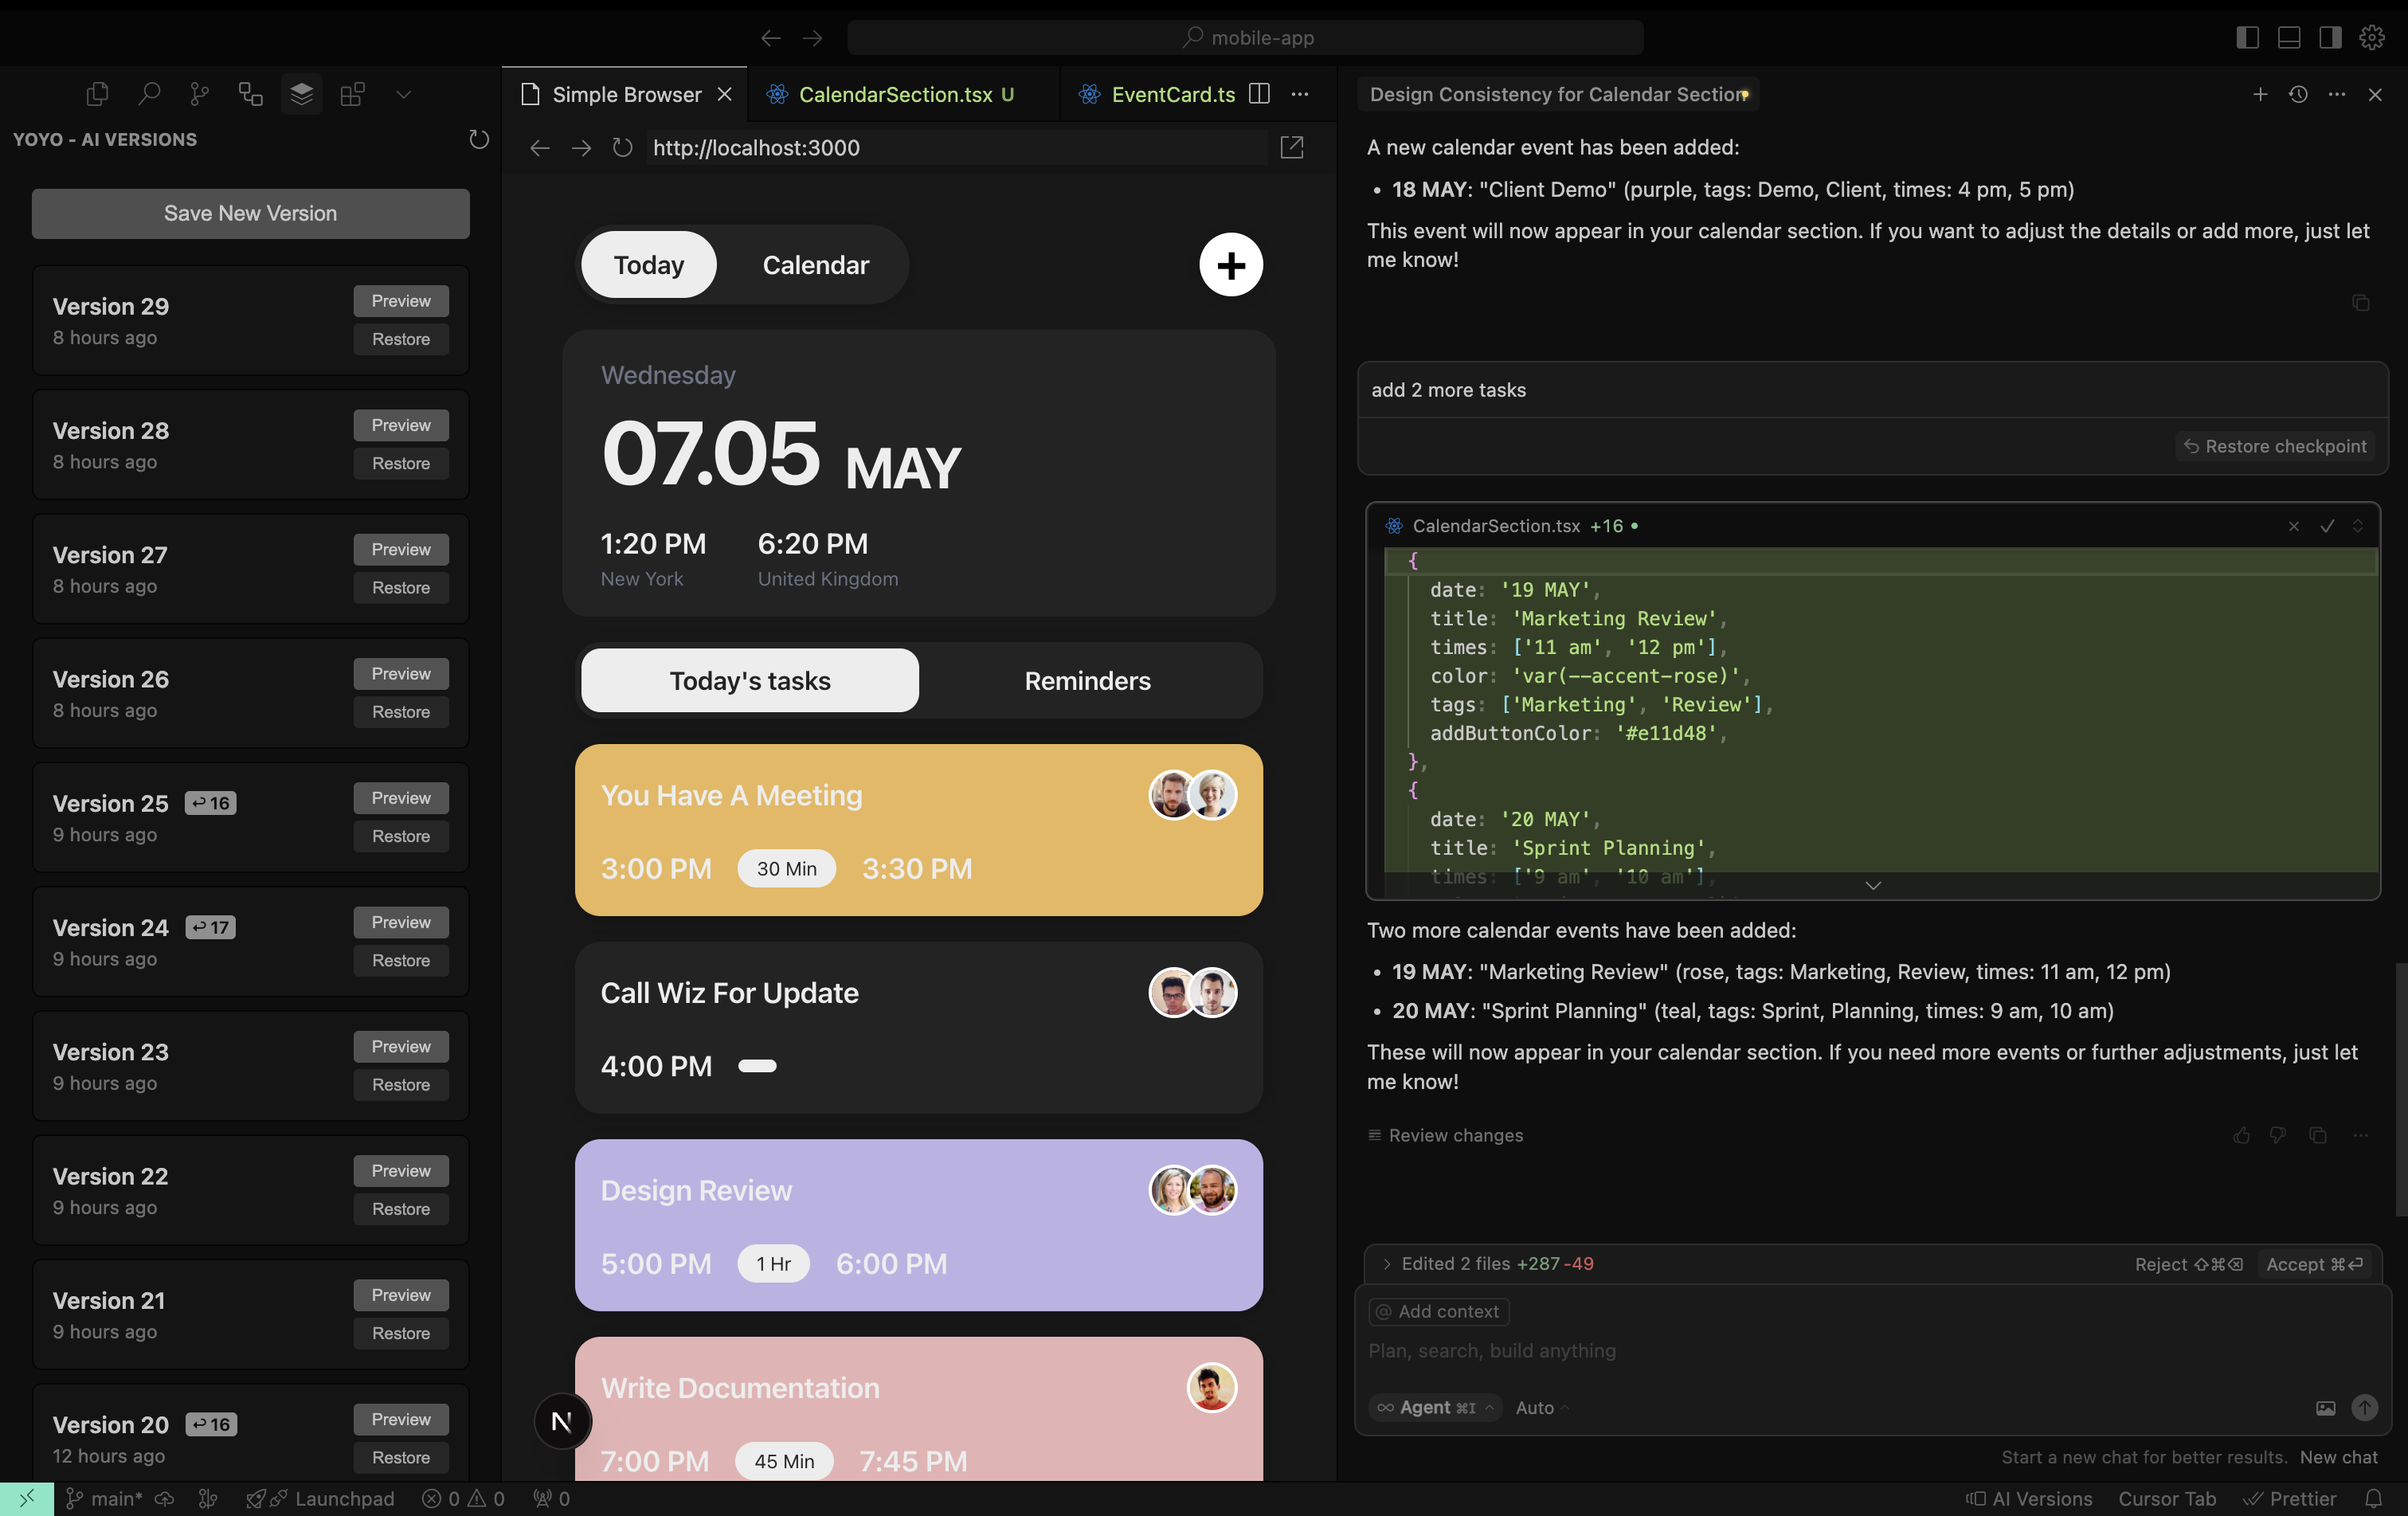 mobile-app
YOYO - AI VERSIONS
Save New Version
Version 29
8 hours ago
Preview
Restore
Version 28
8 hours ago
Preview
Restore
Version 27
8 hours ago
Preview
Restore
Version 26
8 hours ago
Preview
Restore
Version 25 ↩ 16
9 hours ago
Preview
Restore
Version 24 ↩ 17
9 hours ago
Preview
Restore
Version 23
9 hours ago
Preview
Restore
Version 22
9 hours ago
Preview
Restore
Version 21
9 hours ago
Preview
Restore
Version 20 ↩ 16
12 hours ago
Preview
Restore
Simple Browser
CalendarSection.tsx U
EventCard.ts
http://localhost:3000
Today
Calendar
Wednesday
07.05 MAY
1:20 PM
New York
6:20 PM
United Kingdom
Today's tasks
Reminders
You Have A Meeting
3:00 PM 30 Min 3:30 PM
Call Wiz For Update
4:00 PM
Design Review
5:00 PM 1 Hr 6:00 PM
Write Documentation
7:00 PM 45 Min 7:45 PM
N
Design Consistency for Calendar Section
A new calendar event has been added:
• 18 MAY: "Client Demo" (purple, tags: Demo, Client, times: 4 pm, 5 pm)
This event will now appear in your calendar section. If you want to adjust the details or add more, just let
me know!
add 2 more tasks
Restore checkpoint
CalendarSection.tsx +16 •
{
date: '19 MAY',
title: 'Marketing Review',
times: ['11 am', '12 pm'],
color: 'var(--accent-rose)',
tags: ['Marketing', 'Review'],
addButtonColor: '#e11d48',
},
{
date: '20 MAY',
title: 'Sprint Planning',
times: ['9 am', '10 am'],
Two more calendar events have been added:
• 19 MAY: "Marketing Review" (rose, tags: Marketing, Review, times: 11 am, 12 pm)
• 20 MAY: "Sprint Planning" (teal, tags: Sprint, Planning, times: 9 am, 10 am)
These will now appear in your calendar section. If you need more events or further adjustments, just let
me know!
Review changes
Edited 2 files +287 -49
Reject ⇧⌘⌫ Accept ⌘⏎
@ Add context
Plan, search, build anything
∞ Agent ⌘I Auto
Start a new chat for better results. New chat
main* Launchpad 0 0 0
AI Versions Cursor Tab Prettier